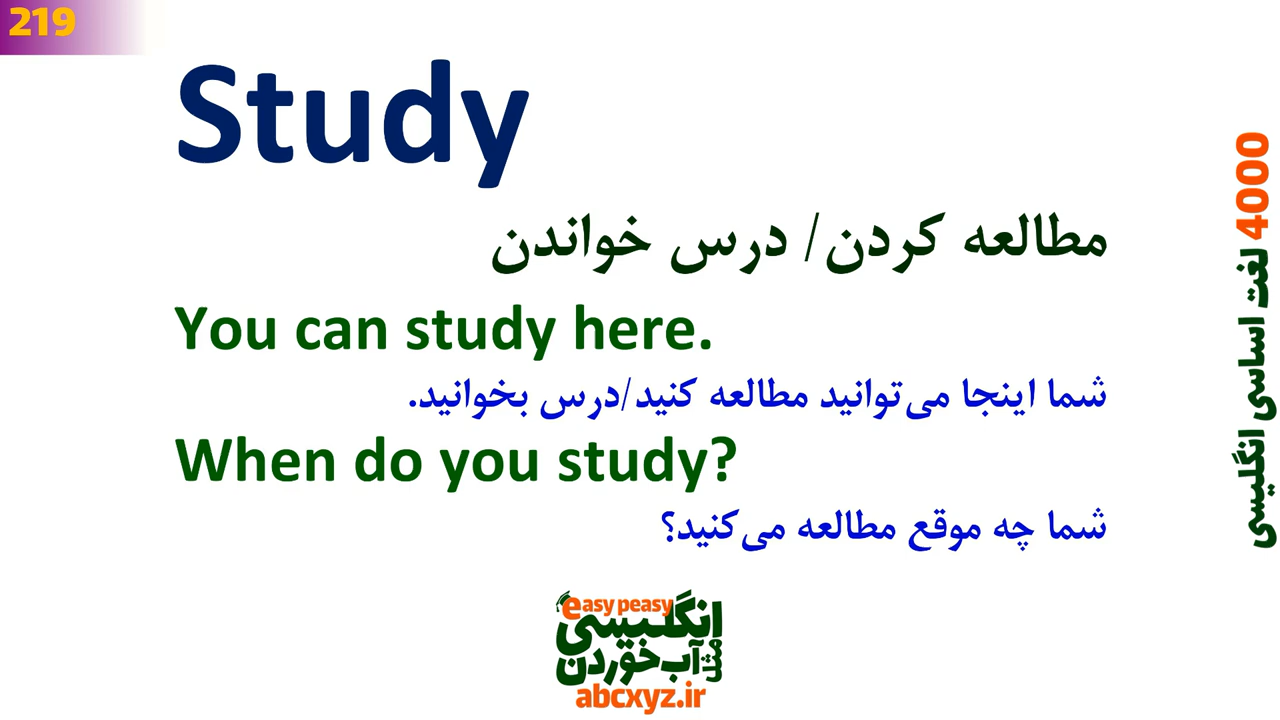 219
Study
مطالعه کردن/ درس خواندن
You can study here.
شما اینجا می‌توانید مطالعه کنید/درس بخوانید.
When do you study?
شما چه موقع مطالعه می‌کنید؟
4000 لغت اساسی انگلیسی
easy peasy
انگلیسی
مثل آب خوردن
abcxyz.ir